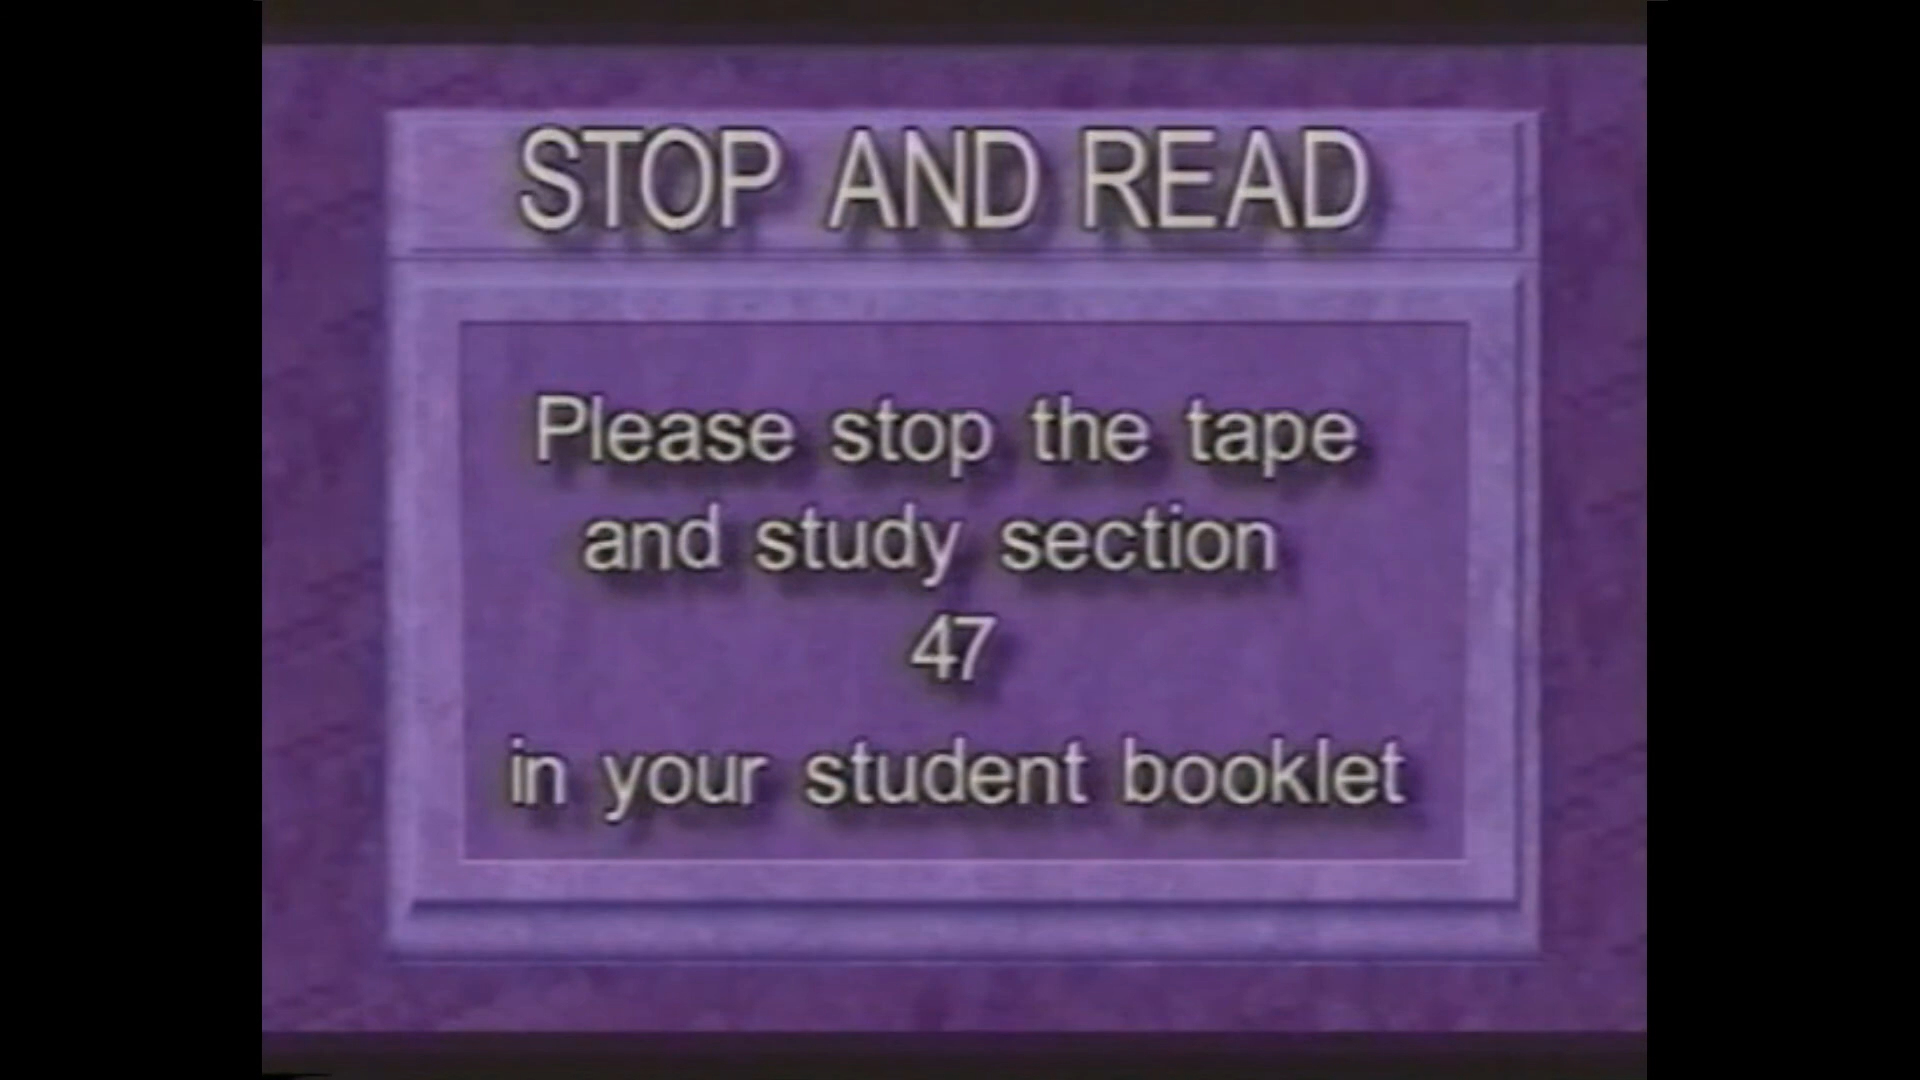 STOP AND READ
Please stop the tape
and study section
47
in your student booklet